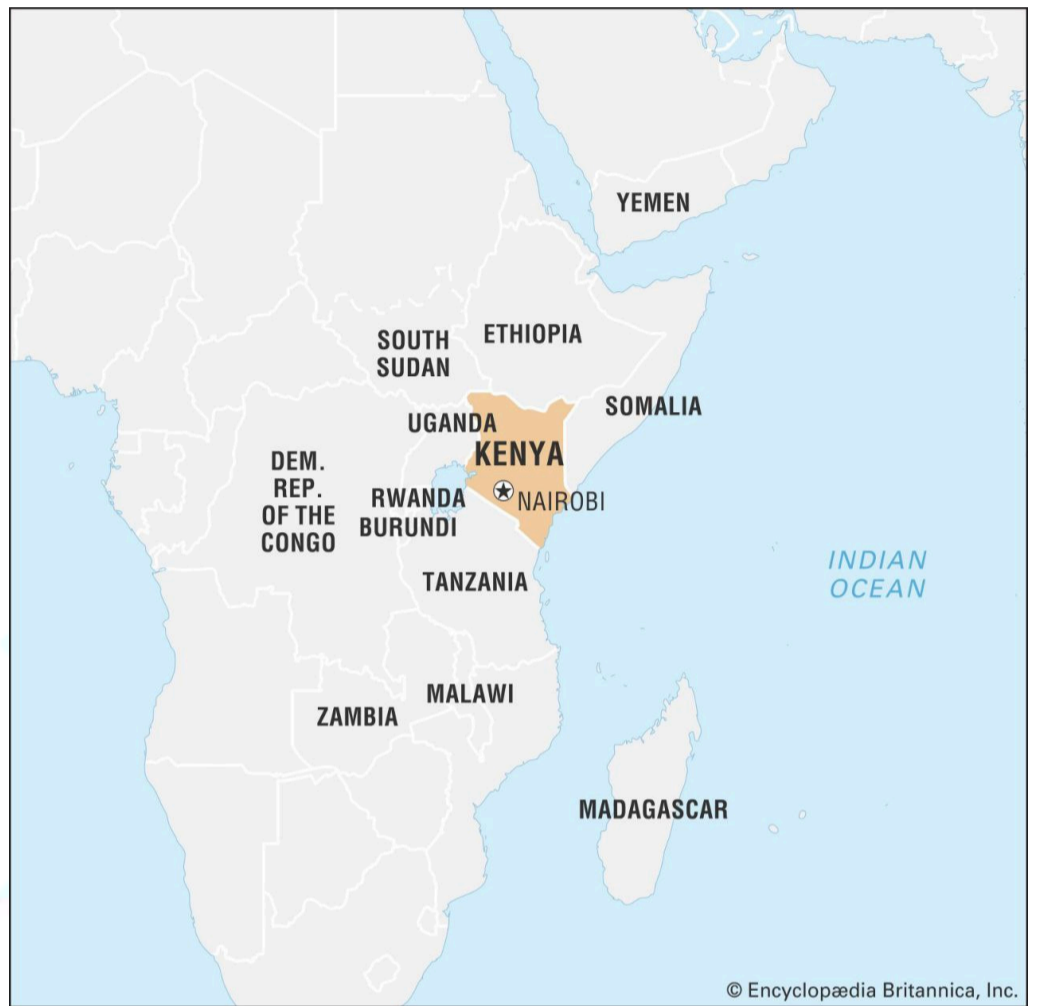 YEMEN
SOUTH
SUDAN
ETHIOPIA
SOMALIA
UGANDA
KENYA
DEM.
REP.
OF THE
CONGO
RWANDA
NAIROBI
BURUNDI
INDIAN
OCEAN
TANZANIA
MALAWI
ZAMBIA
MADAGASCAR
© Encyclopædia Britannica, Inc.